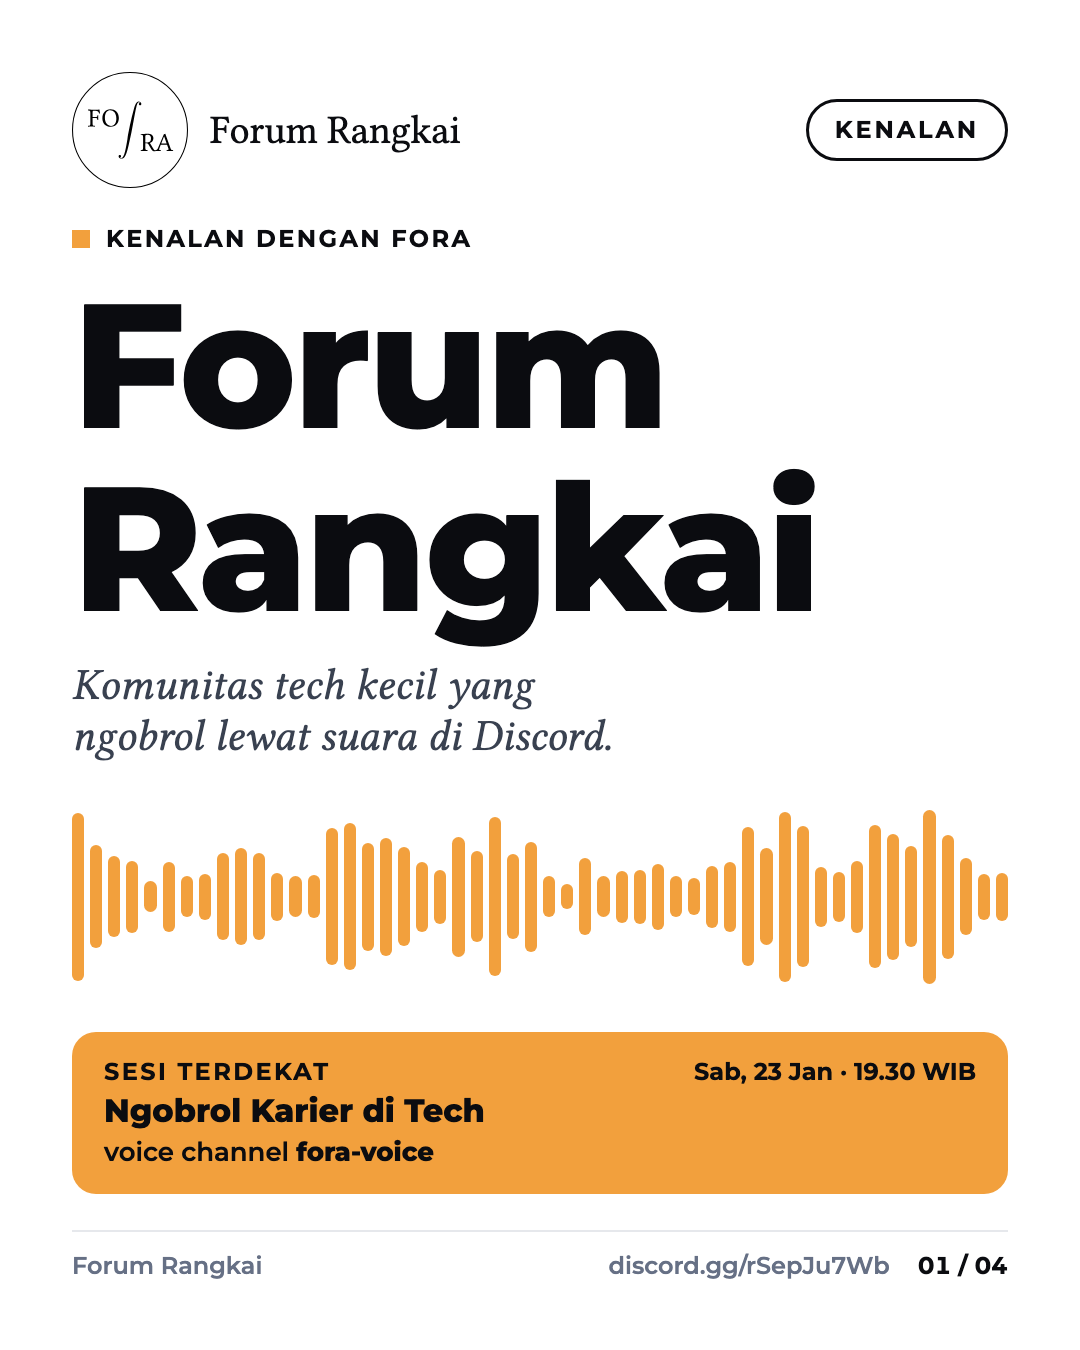 FO
RA
Forum Rangkai
KENALAN
KENALAN DENGAN FORA
Forum
Rangkai
Komunitas tech kecil yang
ngobrol lewat suara di Discord.
SESI TERDEKAT
Sab, 23 Jan · 19.30 WIB
Ngobrol Karier di Tech
voice channel fora-voice
Forum Rangkai
discord.gg/rSepJu7Wb
01 / 04